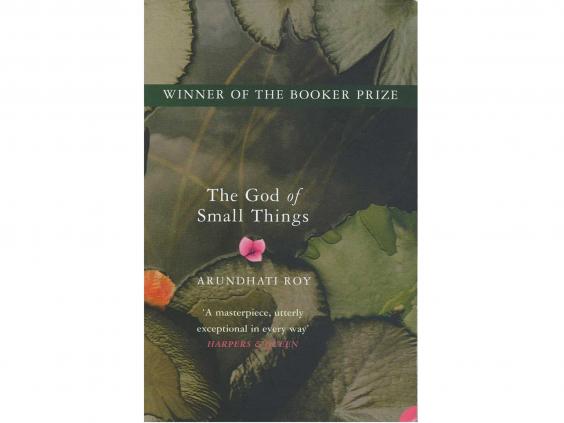 WINNER OF THE BOOKER PRIZE
The God of
Small Things
ARUNDHATI ROY
'A masterpiece, utterly
exceptional in every way'
HARPERS & QUEEN